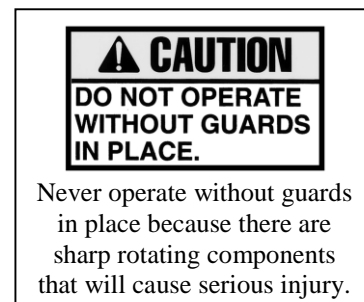 CAUTION
DO NOT OPERATE
WITHOUT GUARDS
IN PLACE.
Never operate without guards
in place because there are
sharp rotating components
that will cause serious injury.